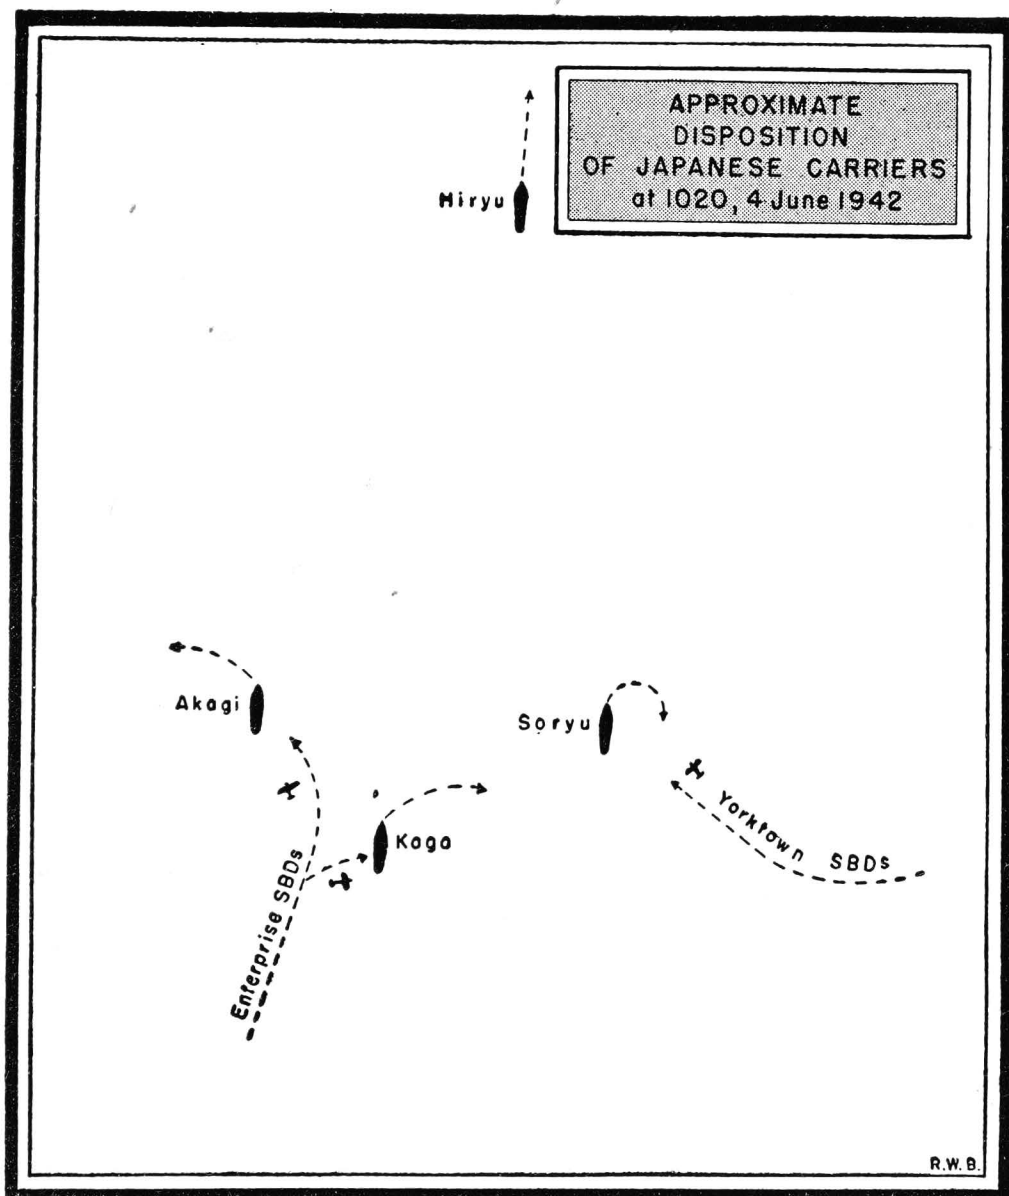 APPROXIMATE
DISPOSITION
OF JAPANESE CARRIERS
at 1020, 4 June 1942
Hiryu
Akagi
Soryu
Kaga
Yorktown SBDs
Enterprise SBDs
R.W.B.